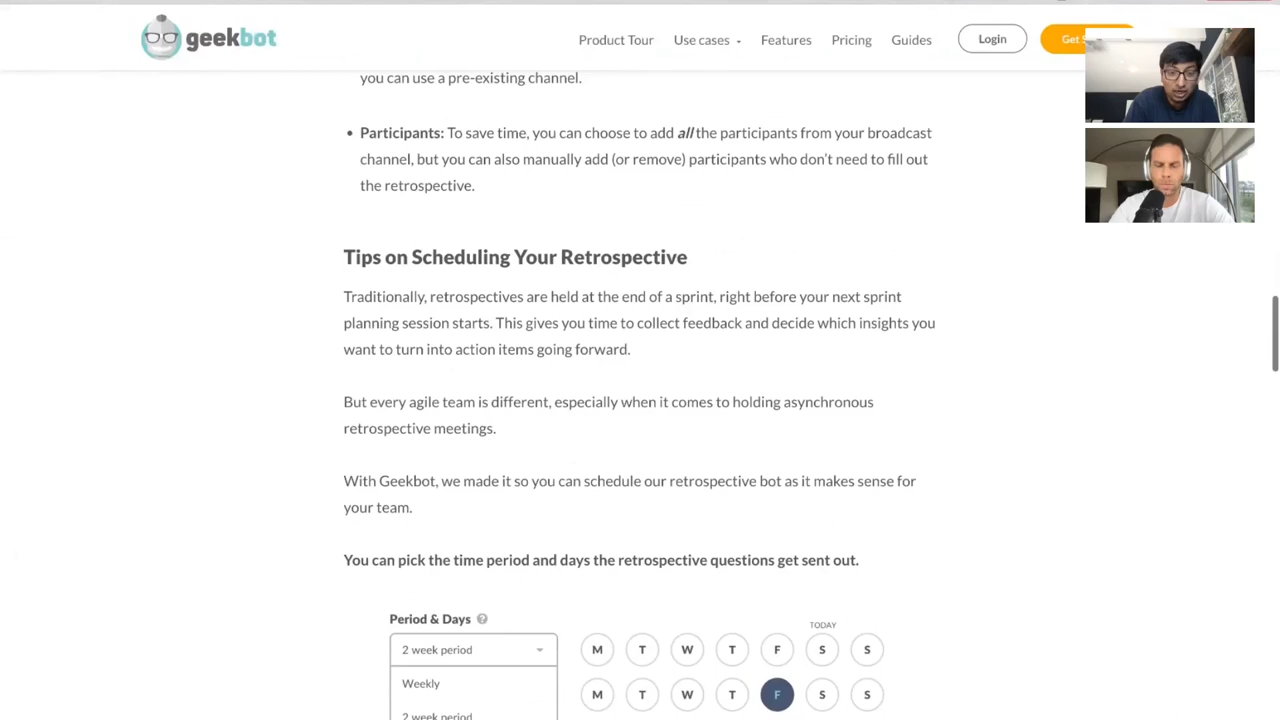 geekbot
Product Tour Use cases Features Pricing Guides Login Get
you can use a pre-existing channel.
• Participants: To save time, you can choose to add all the participants from your broadcast
channel, but you can also manually add (or remove) participants who don’t need to fill out
the retrospective.
Tips on Scheduling Your Retrospective
Traditionally, retrospectives are held at the end of a sprint, right before your next sprint
planning session starts. This gives you time to collect feedback and decide which insights you
want to turn into action items going forward.
But every agile team is different, especially when it comes to holding asynchronous
retrospective meetings.
With Geekbot, we made it so you can schedule our retrospective bot as it makes sense for
your team.
You can pick the time period and days the retrospective questions get sent out.
Period & Days ?
TODAY
2 week period M T W T F S S
Weekly M T W T F S S
2 week period